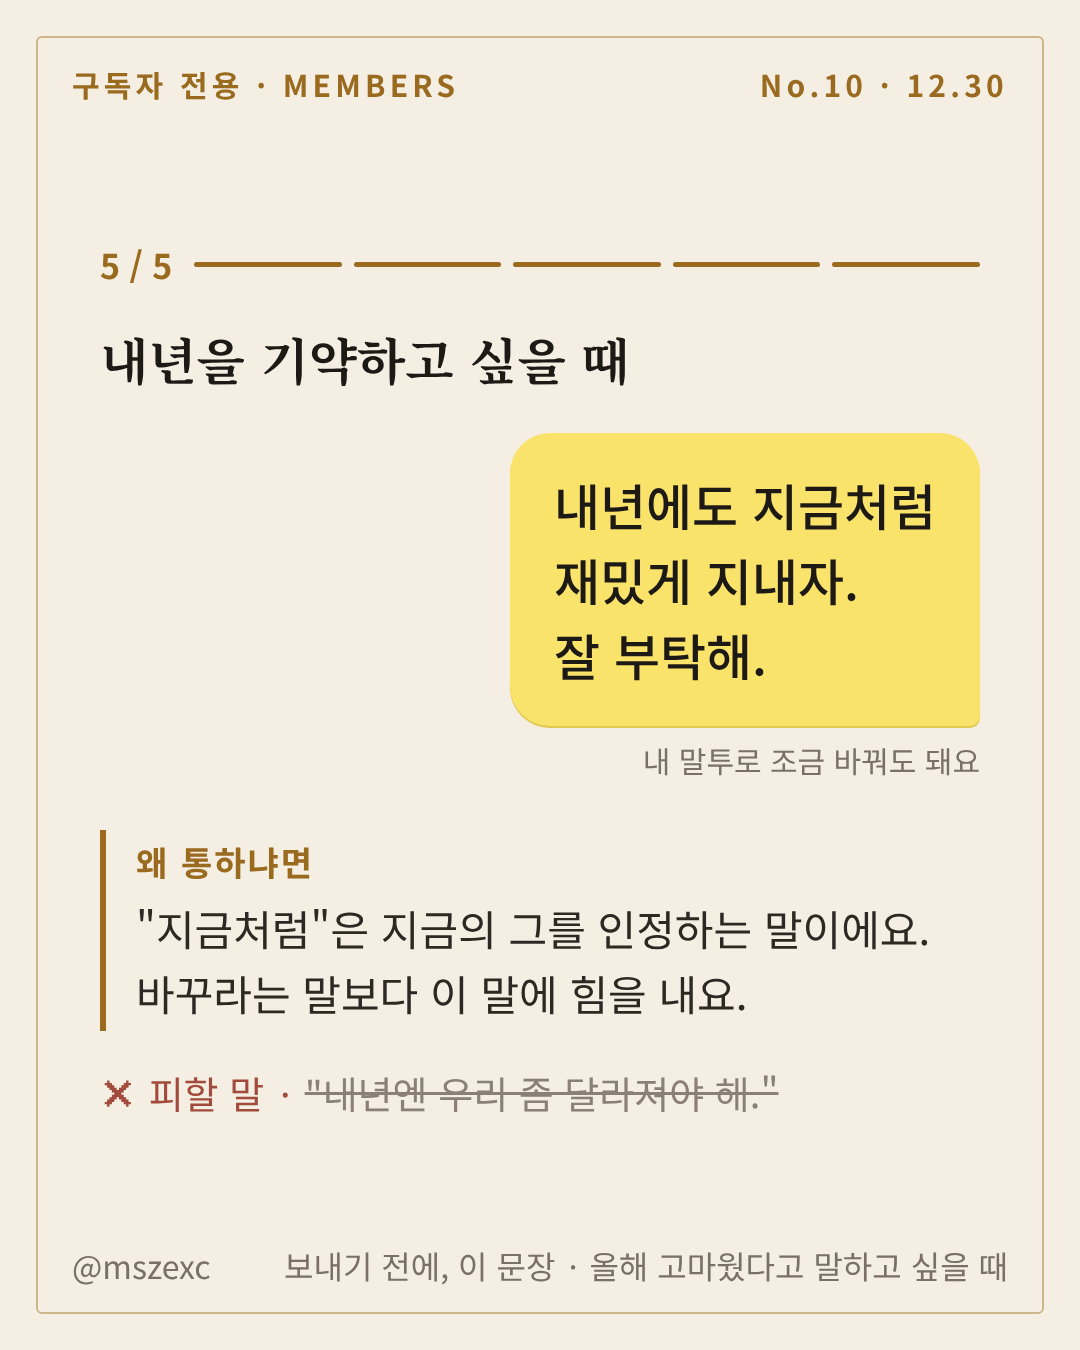 구독자 전용 · MEMBERS
No.10 · 12.30
5 / 5
내년을 기약하고 싶을 때
내년에도 지금처럼
재밌게 지내자.
잘 부탁해.
내 말투로 조금 바꿔도 돼요
왜 통하냐면
"지금처럼"은 지금의 그를 인정하는 말이에요.
바꾸라는 말보다 이 말에 힘을 내요.
✕ 피할 말 · "내년엔 우리 좀 달라져야 해."
@mszexc
보내기 전에, 이 문장 · 올해 고마웠다고 말하고 싶을 때